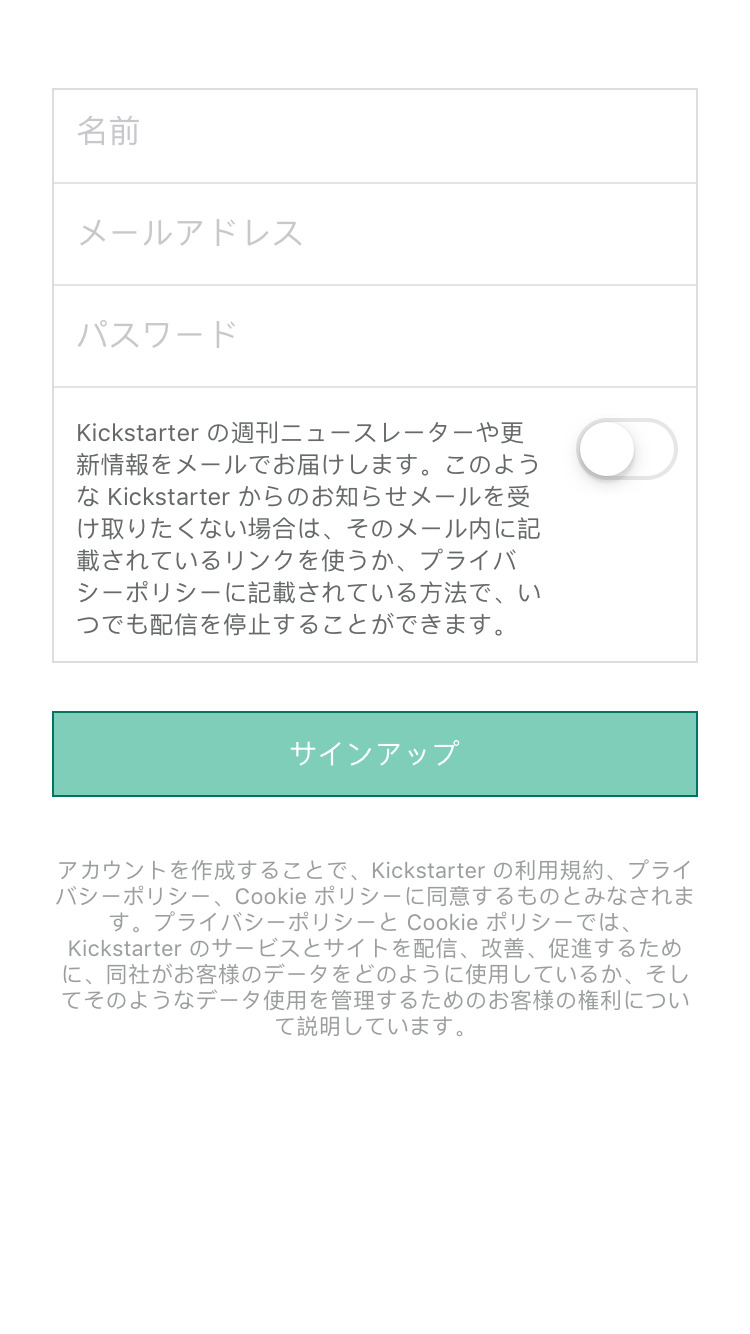 名前
メールアドレス
パスワード
Kickstarter の週刊ニュースレーターや更
新情報をメールでお届けします。このよう
な Kickstarter からのお知らせメールを受
け取りたくない場合は、そのメール内に記
載されているリンクを使うか、プライバ
シーポリシーに記載されている方法で、い
つでも配信を停止することができます。
サインアップ
アカウントを作成することで、Kickstarter の利用規約、プライ
バシーポリシー、Cookie ポリシーに同意するものとみなされま
す。プライバシーポリシーと Cookie ポリシーでは、
Kickstarter のサービスとサイトを配信、改善、促進するため
に、同社がお客様のデータをどのように使用しているか、そし
てそのようなデータ使用を管理するためのお客様の権利につい
て説明しています。